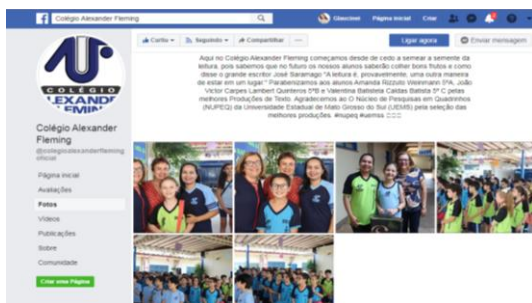 Colégio Alexander Fleming
Página inicial
Criar
Curtiu
Seguindo
Compartilhar
Ligar agora
Enviar mensagem
Aqui no Colégio Alexander Fleming começamos desde de cedo a semear a semente da
leitura, pois sabemos que no futuro os nossos alunos saberão colher bons frutos e como
disse o grande escritor José Saramago "A leitura é, provavelmente, uma outra maneira
de estar em um lugar." Parabenizamos aos alunos Amanda Rizzuto Weinmann 5ºA, João
Victor Carpes Lambert Quinteros 5ºB e Valentina Batistela Caldas Batista 5º C pelas
melhores Produções de Texto. Agradecemos ao O Núcleo de Pesquisas em Quadrinhos
(NUPEQ) da Universidade Estadual de Mato Grosso do Sul (UEMS) pela seleção das
melhores produções. #nupeq #uemss
COLÉGIO
ALEXANDER
FLEMING
Colégio Alexander
Fleming
@colegioalexanderfleming
oficial
Página inicial
Avaliações
Fotos
Vídeos
Publicações
Sobre
Comunidade
Criar uma Página